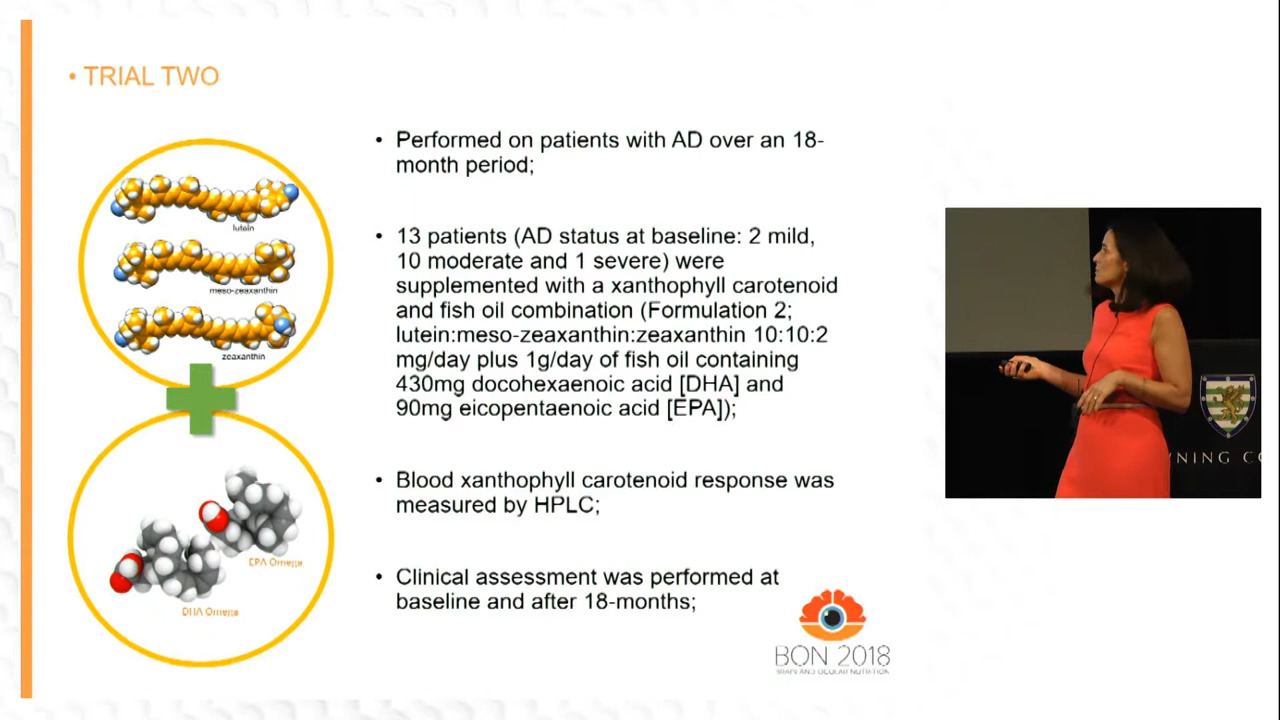 • TRIAL TWO
• Performed on patients with AD over an 18-
month period;
• 13 patients (AD status at baseline: 2 mild,
10 moderate and 1 severe) were
supplemented with a xanthophyll carotenoid
and fish oil combination (Formulation 2;
lutein:meso-zeaxanthin:zeaxanthin 10:10:2
mg/day plus 1g/day of fish oil containing
430mg docohexaenoic acid [DHA] and
90mg eicopentaenoic acid [EPA]);
• Blood xanthophyll carotenoid response was
measured by HPLC;
• Clinical assessment was performed at
baseline and after 18-months;
lutein
meso-zeaxanthin
zeaxanthin
EPA Omega
DHA Omega
BON 2018
BRAIN AND OCULAR NUTRITION
NING CO